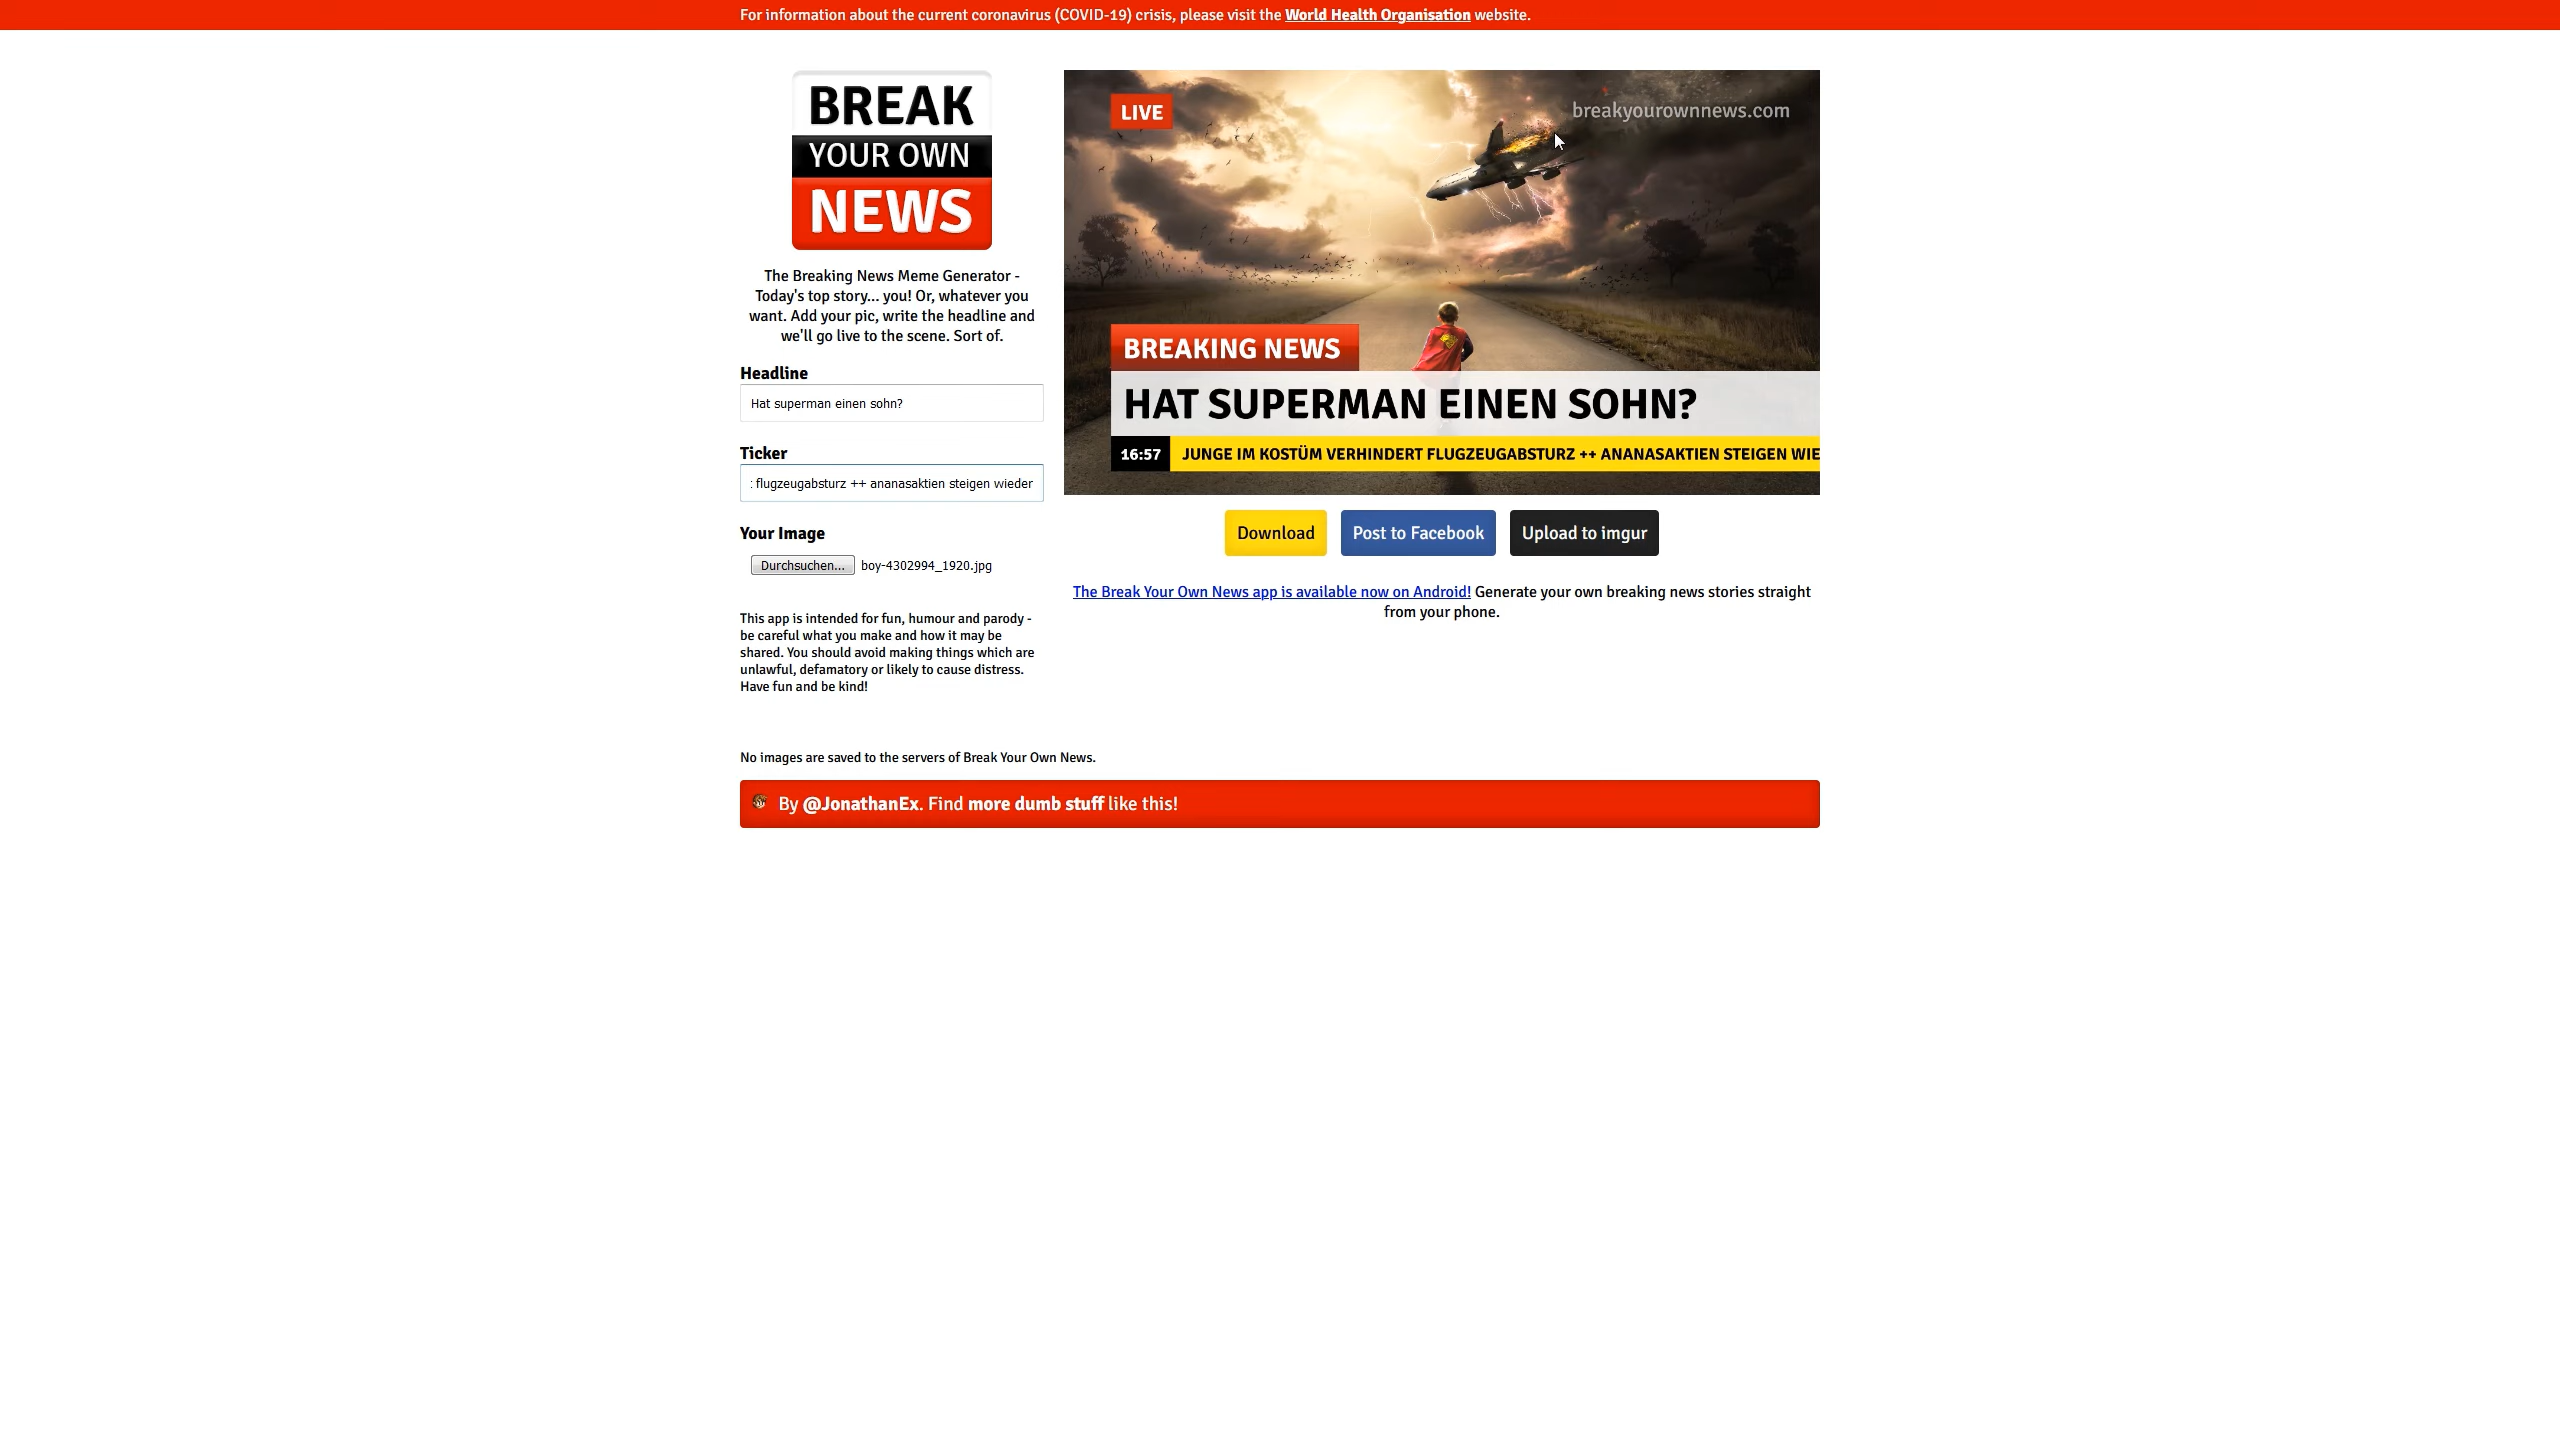 For information about the current coronavirus (COVID-19) crisis, please visit the World Health Organisation website.
BREAK
YOUR OWN
NEWS
The Breaking News Meme Generator -
Today's top story... you! Or, whatever you
want. Add your pic, write the headline and
we'll go live to the scene. Sort of.
Headline
Hat superman einen sohn?
Ticker
: flugzeugabsturz ++ ananasaktien steigen wieder
Your Image
Durchsuchen... boy-4302994_1920.jpg
This app is intended for fun, humour and parody -
be careful what you make and how it may be
shared. You should avoid making things which are
unlawful, defamatory or likely to cause distress.
Have fun and be kind!
LIVE
breakyourownnews.com
BREAKING NEWS
HAT SUPERMAN EINEN SOHN?
16:57 JUNGE IM KOSTÜM VERHINDERT FLUGZEUGABSTURZ ++ ANANASAKTIEN STEIGEN WIE
Download Post to Facebook Upload to imgur
The Break Your Own News app is available now on Android! Generate your own breaking news stories straight
from your phone.
No images are saved to the servers of Break Your Own News.
By @JonathanEx. Find more dumb stuff like this!